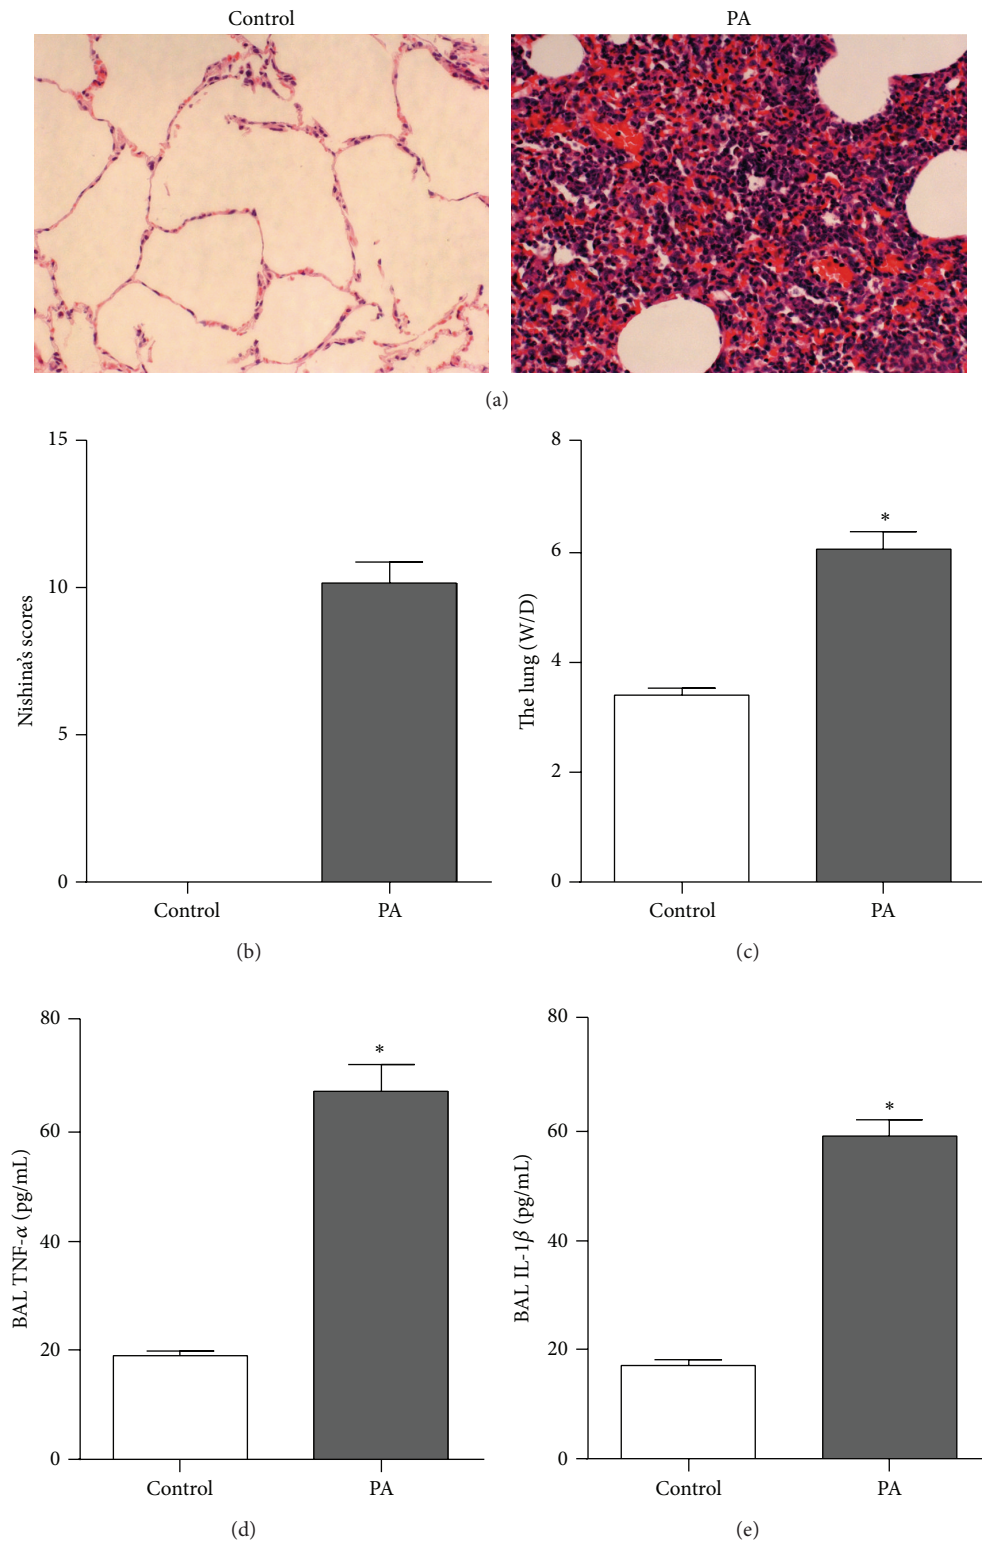 Control
PA
(a)
15
10
5
0
Nishina's scores
Control
PA
(b)
8
6
4
2
0
The lung (W/D)
*
Control
PA
(c)
80
60
40
20
0
BAL TNF-α (pg/mL)
*
Control
PA
(d)
80
60
40
20
0
BAL IL-1β (pg/mL)
*
Control
PA
(e)